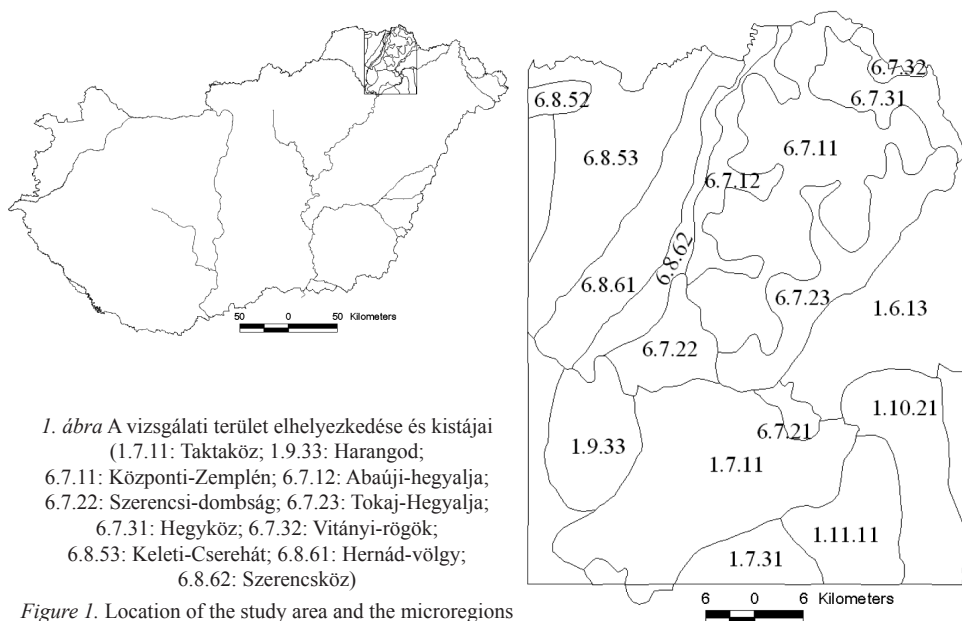 50 0 50 Kilometers
1. ábra A vizsgálati terület elhelyezkedése és kistájai
(1.7.11: Taktaköz; 1.9.33: Harangod;
6.7.11: Központi-Zemplén; 6.7.12: Abaúji-hegyalja;
6.7.22: Szerencsi-dombság; 6.7.23: Tokaj-Hegyalja;
6.7.31: Hegyköz; 6.7.32: Vitányi-rögök;
6.8.53: Keleti-Cserehát; 6.8.61: Hernád-völgy;
6.8.62: Szerencsköz)
Figure 1. Location of the study area and the microregions
6.7.32
6.8.52
6.7.31
6.8.53
6.7.11
6.7.12
6.8.62
6.8.61
6.7.23
1.6.13
6.7.22
1.10.21
6.7.21
1.9.33
1.7.11
1.11.11
1.7.31
6 0 6 Kilometers